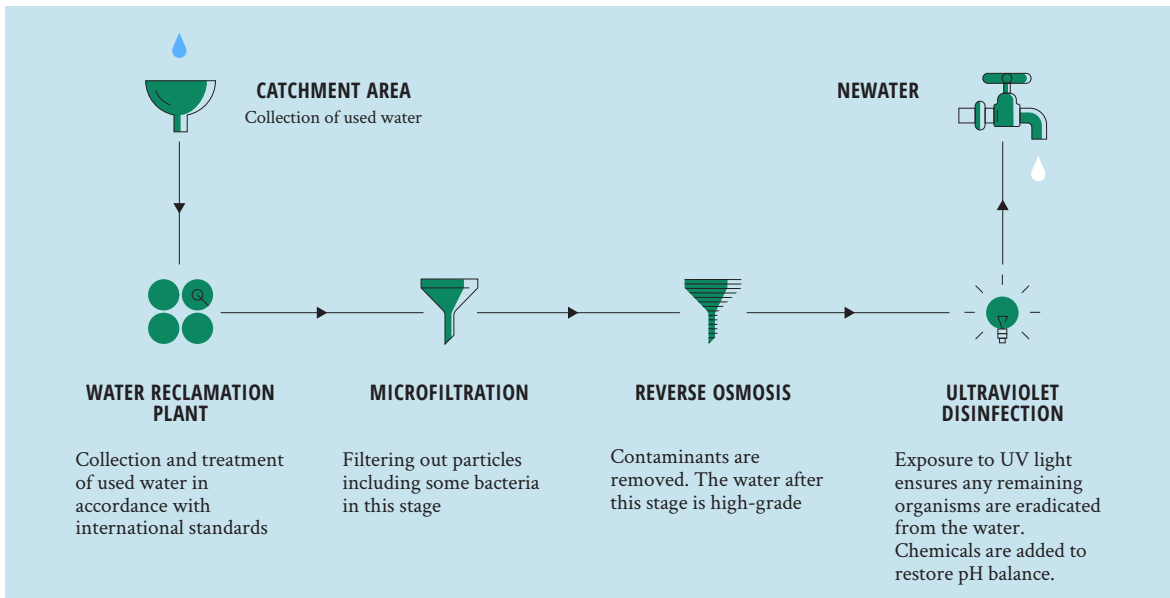 CATCHMENT AREA
Collection of used water
NEWATER
WATER RECLAMATION
PLANT
Collection and treatment
of used water in
accordance with
international standards
MICROFILTRATION
Filtering out particles
including some bacteria
in this stage
REVERSE OSMOSIS
Contaminants are
removed. The water after
this stage is high-grade
ULTRAVIOLET
DISINFECTION
Exposure to UV light
ensures any remaining
organisms are eradicated
from the water.
Chemicals are added to
restore pH balance.